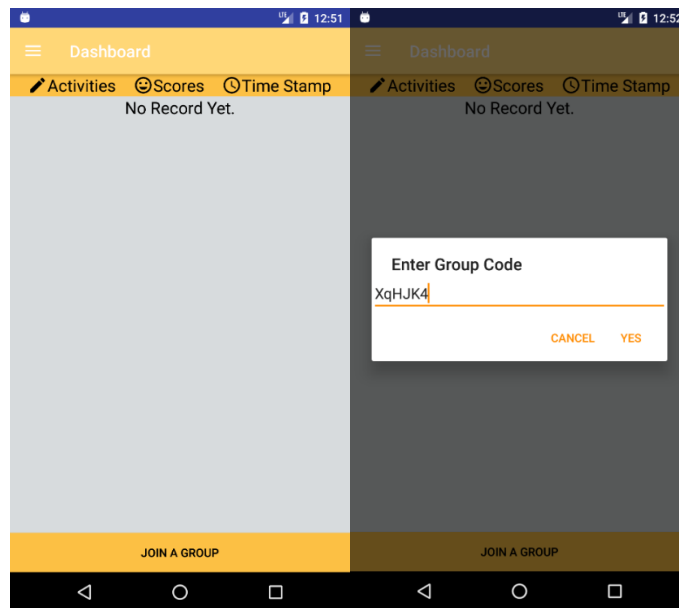 12:51
Dashboard
Activities Scores Time Stamp
No Record Yet.
JOIN A GROUP
12:52
Dashboard
Activities Scores Time Stamp
No Record Yet.
Enter Group Code
XqHJK4
CANCEL YES
JOIN A GROUP